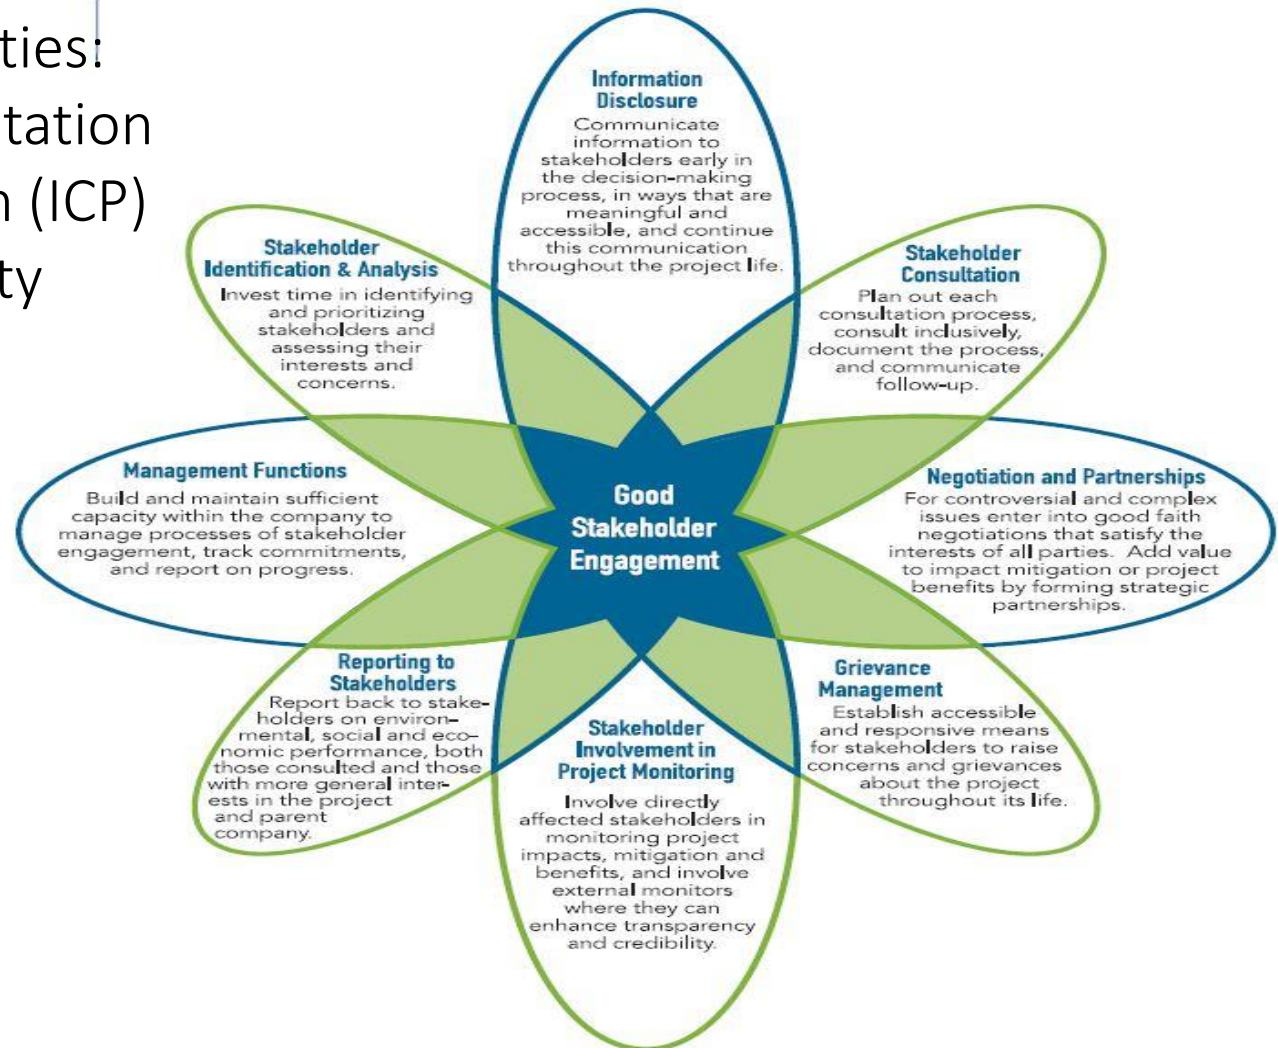 ties:
tation
n (ICP)
ty
Information
Disclosure
Communicate
information to
stakeholders early in
the decision-making
process, in ways that are
meaningful and
accessible, and continue
this communication
throughout the project life.
Stakeholder
Consultation
Plan out each
consultation process,
consult inclusively,
document the process,
and communicate
follow-up.
Negotiation and Partnerships
For controversial and complex
issues enter into good faith
negotiations that satisfy the
interests of all parties. Add value
to impact mitigation or project
benefits by forming strategic
partnerships.
Grievance
Management
Establish accessible
and responsive means
for stakeholders to raise
concerns and grievances
about the project
throughout its life.
Stakeholder
Involvement in
Project Monitoring
Involve directly
affected stakeholders in
monitoring project
impacts, mitigation and
benefits, and involve
external monitors
where they can
enhance transparency
and credibility.
Reporting to
Stakeholders
Report back to stake-
holders on environ-
mental, social and eco-
nomic performance, both
those consulted and those
with more general inter-
ests in the project
and parent
company.
Management Functions
Build and maintain sufficient
capacity within the company to
manage processes of stakeholder
engagement, track commitments,
and report on progress.
Stakeholder
Identification & Analysis
Invest time in identifying
and prioritizing
stakeholders and
assessing their
interests and
concerns.
Good
Stakeholder
Engagement